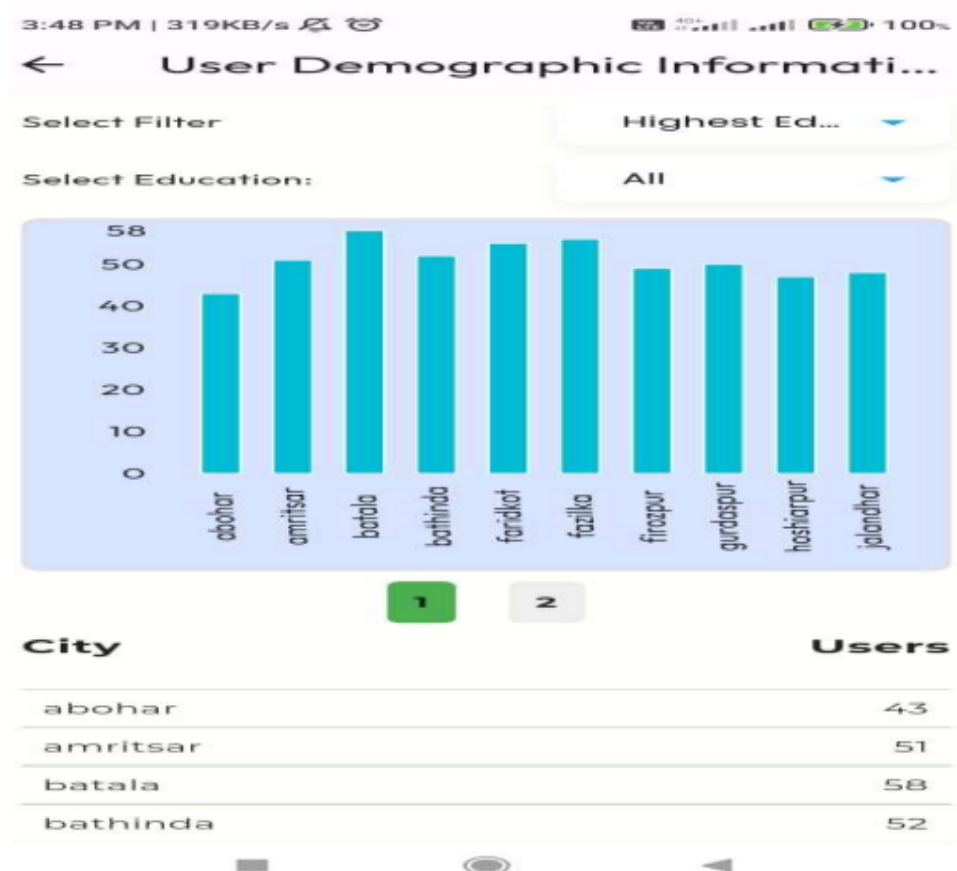 3:48 PM | 319KB/s
100%
User Demographic Informati...
Select Filter
Highest Ed...
Select Education:
All
58
50
40
30
20
10
0
abohar
amritsar
batala
bathinda
faridkot
fazilka
firozpur
gurdaspur
hoshiarpur
jalandhar
1 2
City Users
abohar 43
amritsar 51
batala 58
bathinda 52